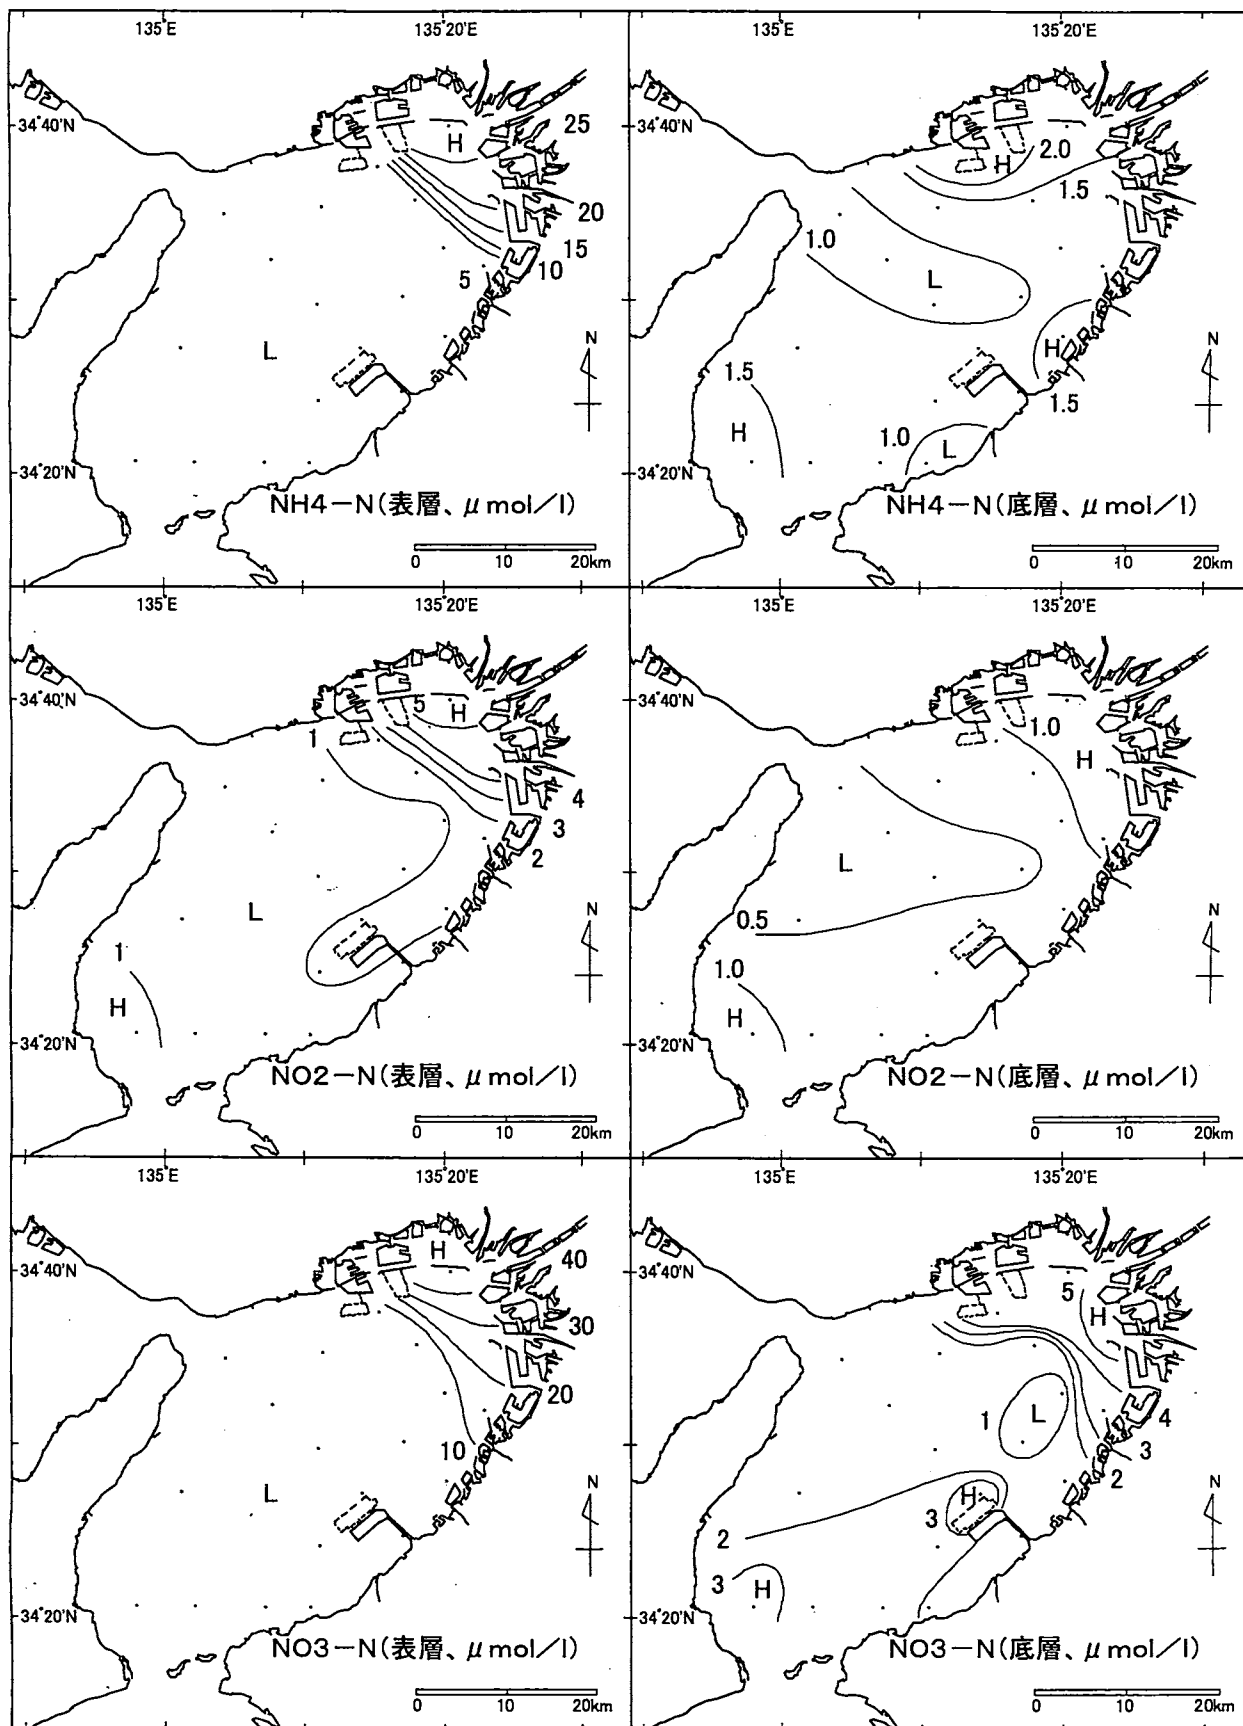 135°E 135°20'E 135°E 135°20'E
34°40'N 34°40'N
25
H
20
15
10
5
L
N
34°20'N
NH4-N(表層、μmol/l)
0 10 20km
2.0
H
1.5
1.0
L
H
1.5
1.5
H
1.0
L
N
34°20'N
NH4-N(底層、μmol/l)
0 10 20km
135°E 135°20'E 135°E 135°20'E
34°40'N 34°40'N
5
H
1
4
3
2
L
1
H
N
34°20'N
NO2-N(表層、μmol/l)
0 10 20km
1.0
H
L
0.5
1.0
H
N
34°20'N
NO2-N(底層、μmol/l)
0 10 20km
135°E 135°20'E 135°E 135°20'E
34°40'N 34°40'N
H
40
30
20
10
L
N
34°20'N
NO3-N(表層、μmol/l)
0 10 20km
5
H
1
L
4
3
2
H
3
2
3
H
N
34°20'N
NO3-N(底層、μmol/l)
0 10 20km